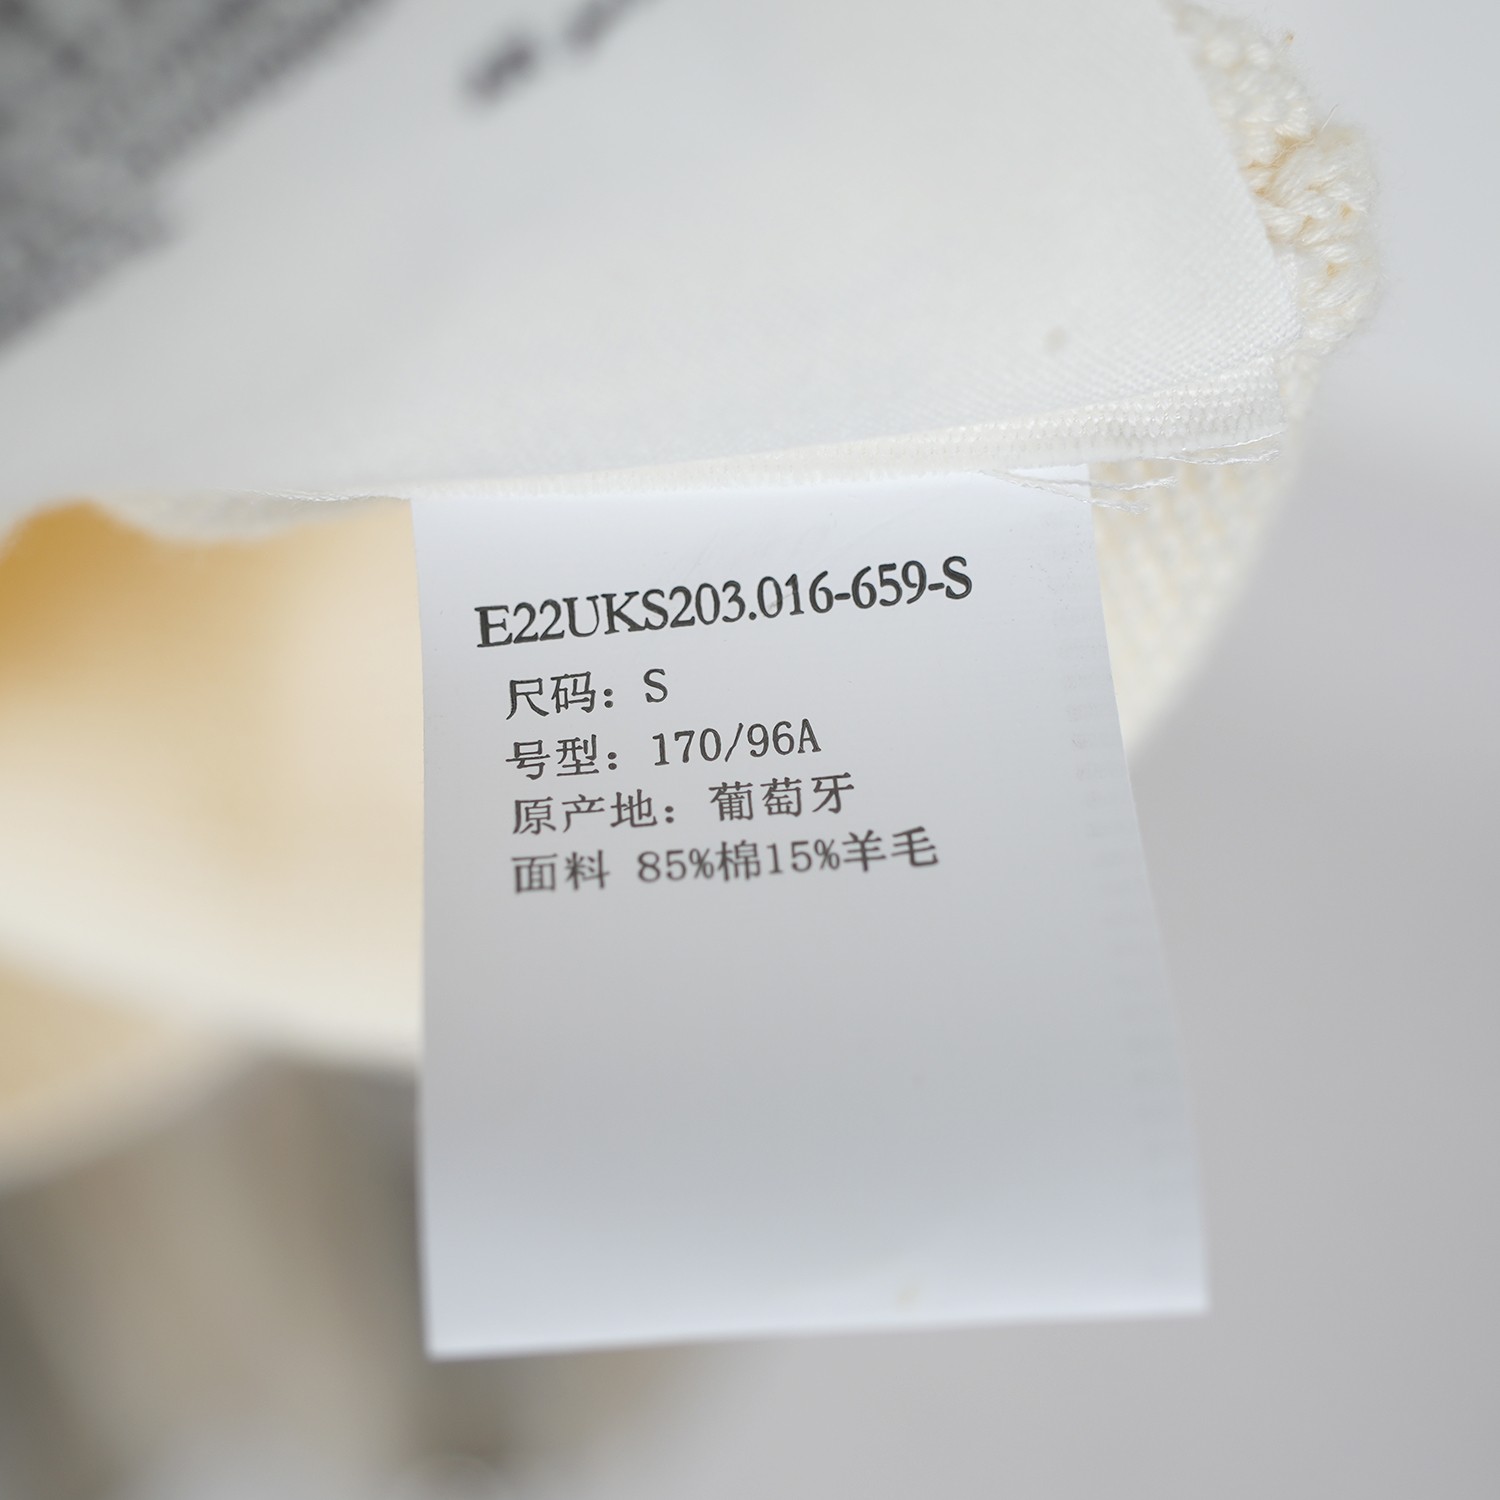 E22UKS203.016-659-S
尺码：S
号型：170/96A
原产地：葡萄牙
面料 85%棉15%羊毛